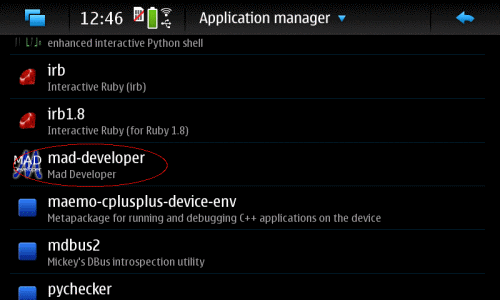 12:46
Application manager
enhanced interactive Python shell
irb
Interactive Ruby (irb)
irb1.8
Interactive Ruby (for Ruby 1.8)
MAD
Developer
mad-developer
Mad Developer
maemo-cplusplus-device-env
Metapackage for running and debugging C++ applications on the device
mdbus2
Mickey's DBus introspection utility
pychecker